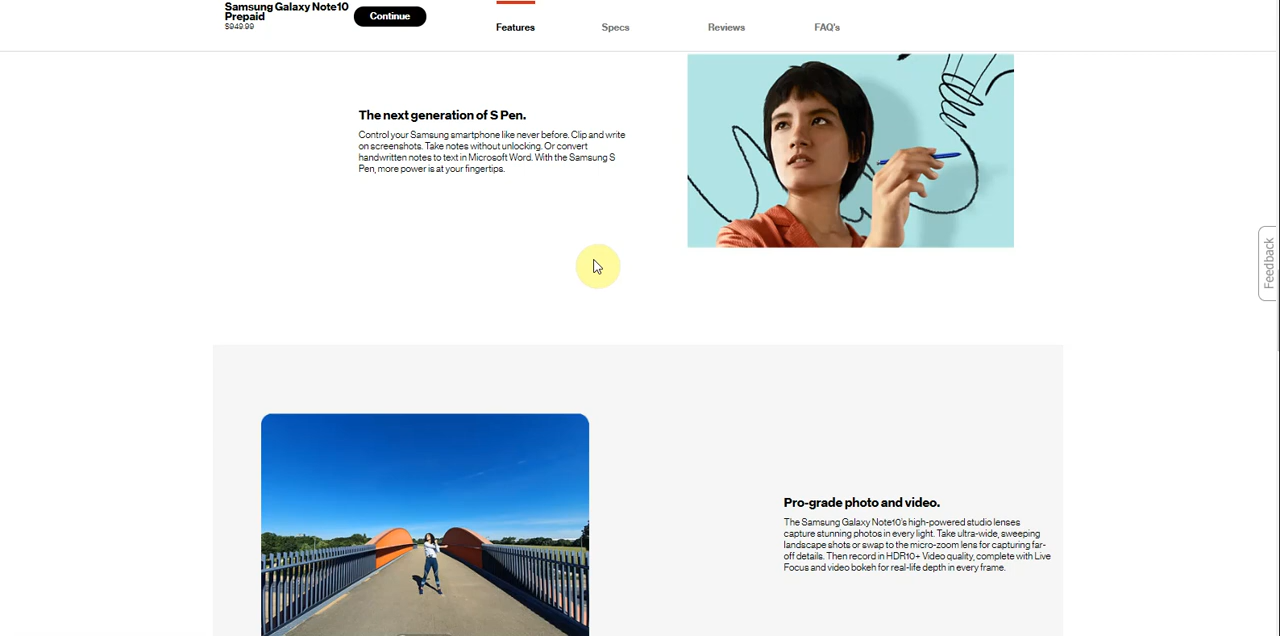 Samsung Galaxy Note10
Prepaid
$949.99
Continue
Features
Specs
Reviews
FAQ's
The next generation of S Pen.
Control your Samsung smartphone like never before. Clip and write
on screenshots. Take notes without unlocking. Or convert
handwritten notes to text in Microsoft Word. With the Samsung S
Pen, more power is at your fingertips.
Feedback
Pro-grade photo and video.
The Samsung Galaxy Note10's high-powered studio lenses
capture stunning photos in every light. Take ultra-wide, sweeping
landscape shots or swap to the micro-zoom lens for capturing far-
off details. Then record in HDR10+ Video quality, complete with Live
Focus and video bokeh for real-life depth in every frame.